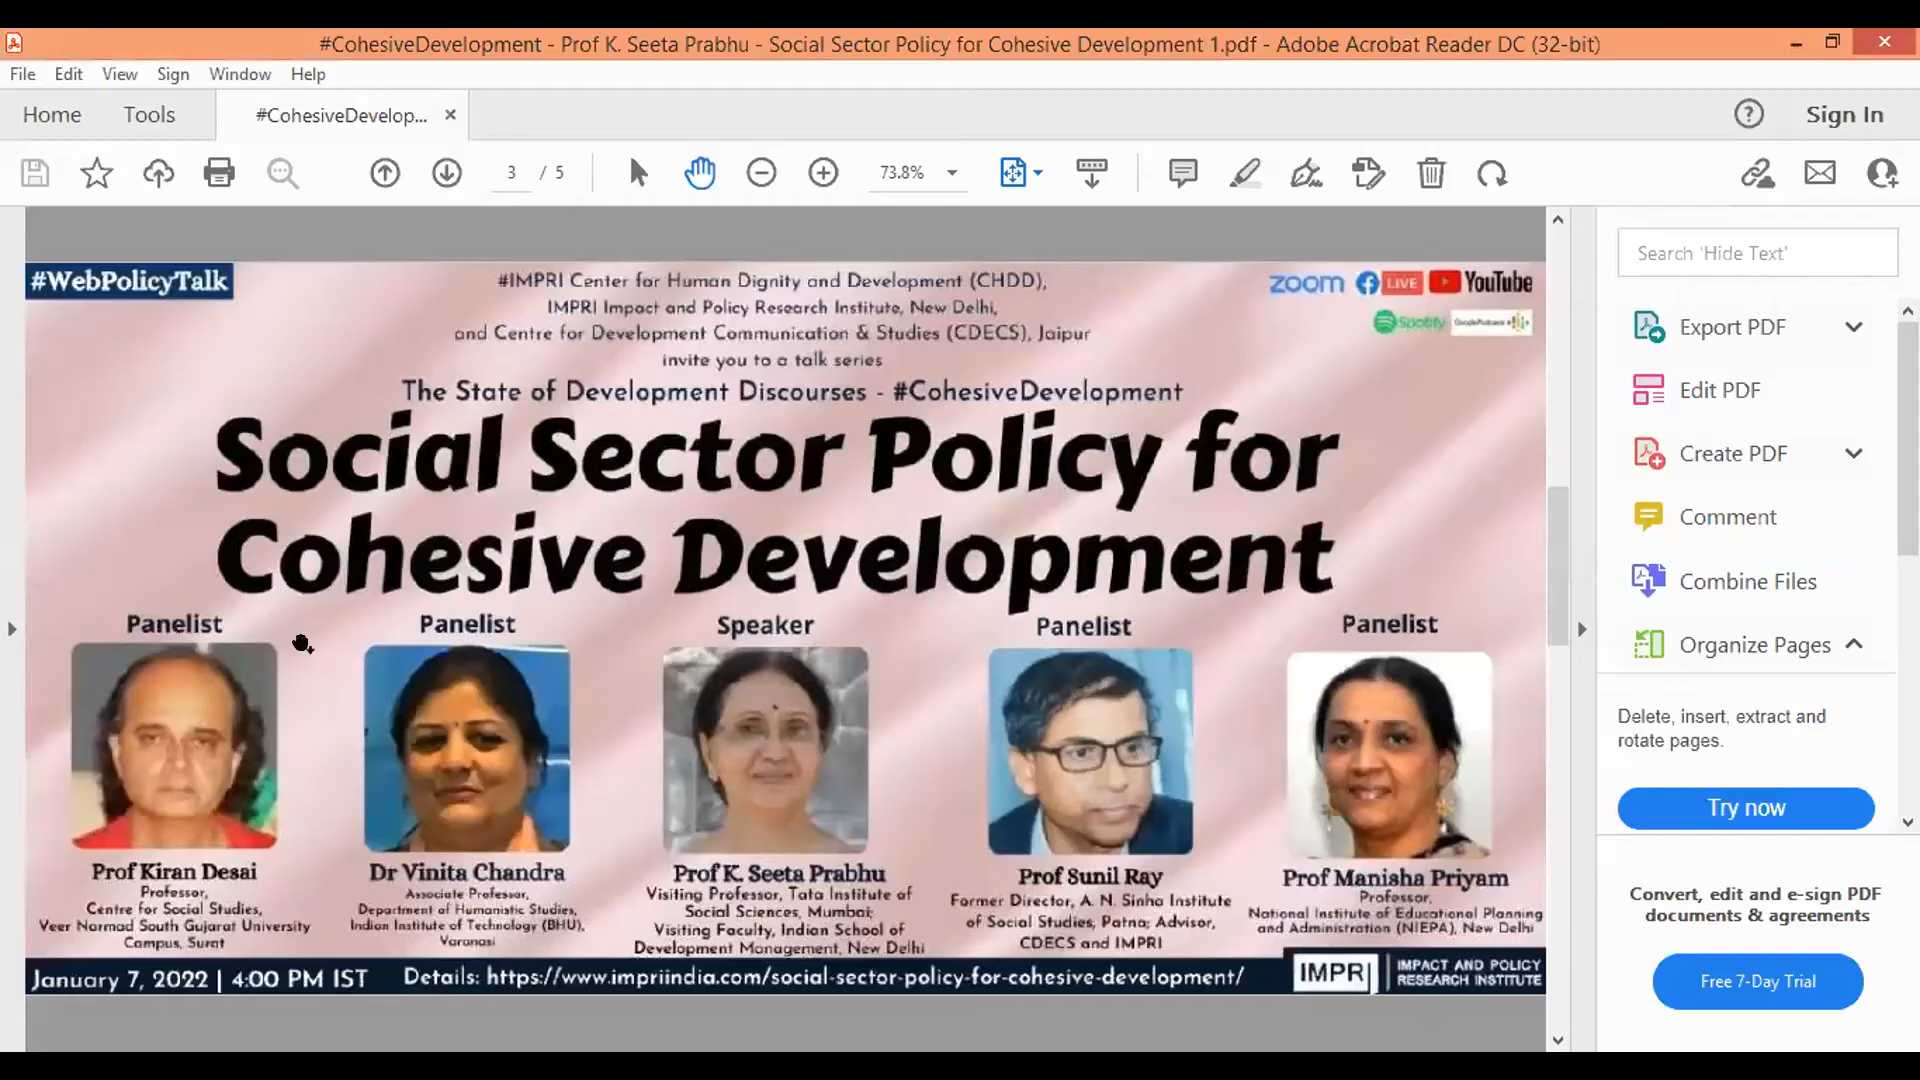 #CohesiveDevelopment - Prof K. Seeta Prabhu - Social Sector Policy for Cohesive Development 1.pdf - Adobe Acrobat Reader DC (32-bit)
File Edit View Sign Window Help
Home Tools #CohesiveDevelop... Sign In
3 / 5 73.8%
#WebPolicyTalk
#IMPRI Center for Human Dignity and Development (CHDD),
IMPRI Impact and Policy Research Institute, New Delhi,
and Centre for Development Communication & Studies (CDECS), Jaipur
invite you to a talk series
zoom LIVE YouTube
Spotify Google Podcasts
The State of Development Discourses - #CohesiveDevelopment
Social Sector Policy for
Cohesive Development
Panelist
Prof Kiran Desai
Professor,
Centre for Social Studies,
Veer Narmad South Gujarat University
Campus, Surat
Panelist
Dr Vinita Chandra
Associate Professor,
Department of Humanistic Studies,
Indian Institute of Technology (BHU),
Varanasi
Speaker
Prof K. Seeta Prabhu
Visiting Professor, Tata Institute of
Social Sciences, Mumbai;
Visiting Faculty, Indian School of
Development Management, New Delhi
Panelist
Prof Sunil Ray
Former Director, A. N. Sinha Institute
of Social Studies, Patna; Advisor,
CDECS and IMPRI
Panelist
Prof Manisha Priyam
Professor,
National Institute of Educational Planning
and Administration (NIEPA), New Delhi
January 7, 2022 | 4:00 PM IST Details: https://www.impriindia.com/social-sector-policy-for-cohesive-development/
IMPRI
IMPACT AND POLICY
RESEARCH INSTITUTE
Search 'Hide Text'
Export PDF
Edit PDF
Create PDF
Comment
Combine Files
Organize Pages
Delete, insert, extract and
rotate pages.
Try now
Convert, edit and e-sign PDF
documents & agreements
Free 7-Day Trial